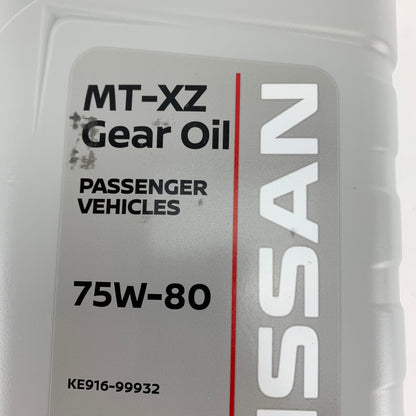 MT-XZ
Gear Oil
PASSENGER
VEHICLES
75W-80
KE916-99932
NISSAN